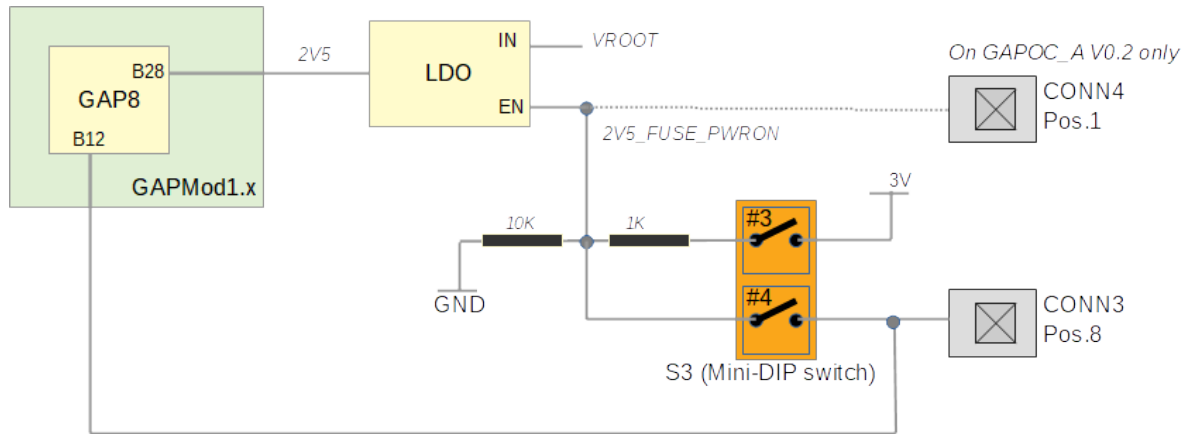 B28
GAP8
B12
GAPMod1.x
2V5
IN
LDO
EN
VROOT
On GAPOC_A V0.2 only
CONN4
Pos.1
2V5_FUSE_PWRON
3V
10K
1K
#3
GND
#4
CONN3
Pos.8
S3 (Mini-DIP switch)